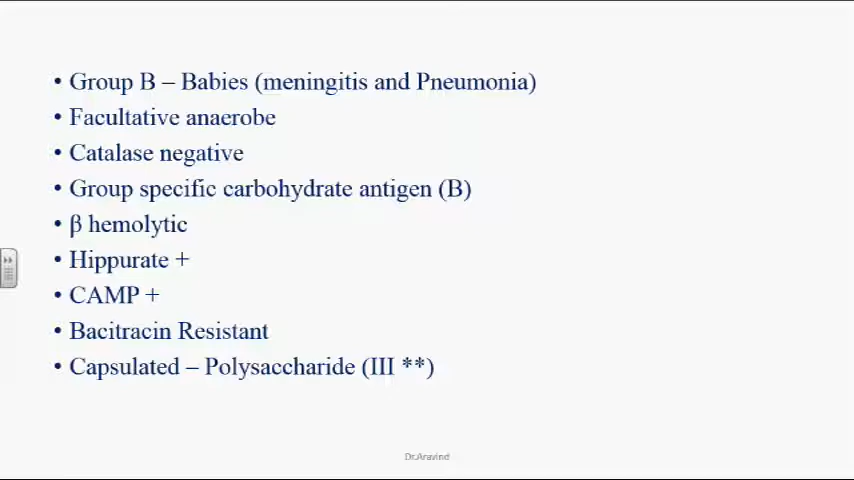 • Group B – Babies (meningitis and Pneumonia)
• Facultative anaerobe
• Catalase negative
• Group specific carbohydrate antigen (B)
• β hemolytic
• Hippurate +
• CAMP +
• Bacitracin Resistant
• Capsulated – Polysaccharide (III **)
Dr.Aravind